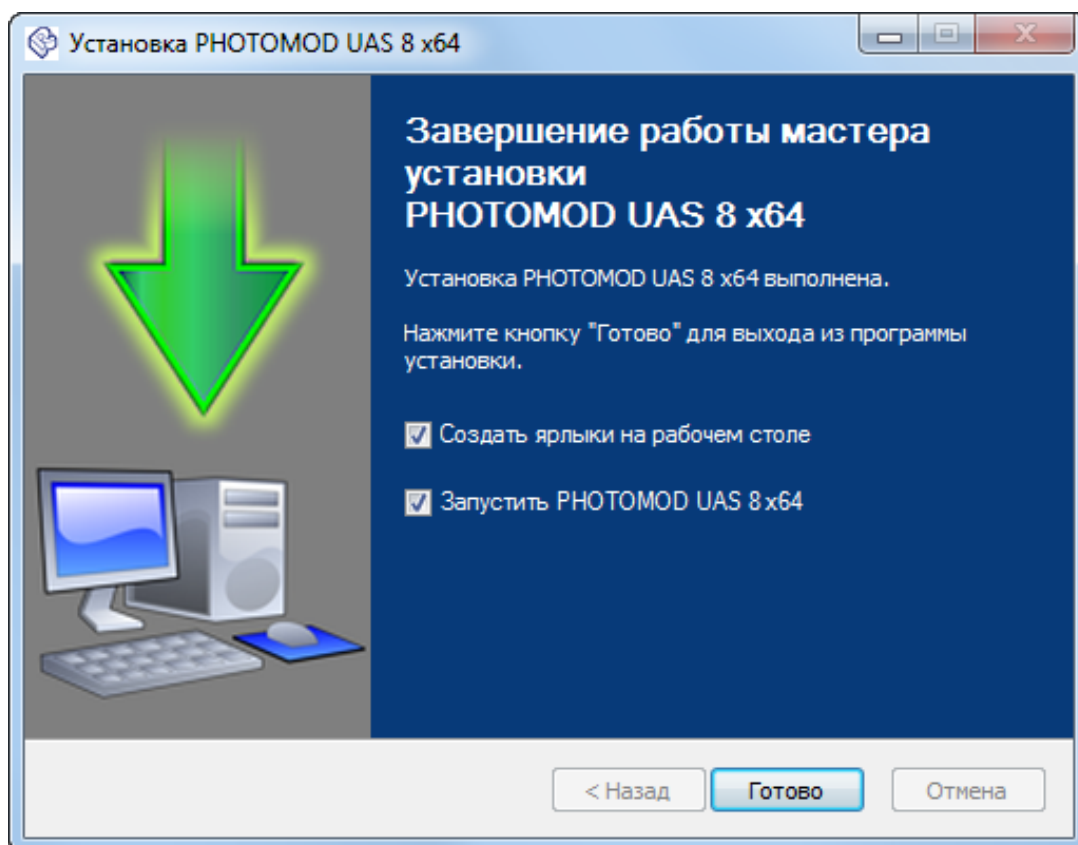 Установка PHOTOMOD UAS 8 x64
Завершение работы мастера
установки
PHOTOMOD UAS 8 x64
Установка PHOTOMOD UAS 8 x64 выполнена.
Нажмите кнопку "Готово" для выхода из программы
установки.
Создать ярлыки на рабочем столе
Запустить PHOTOMOD UAS 8 x64
< Назад
Готово
Отмена